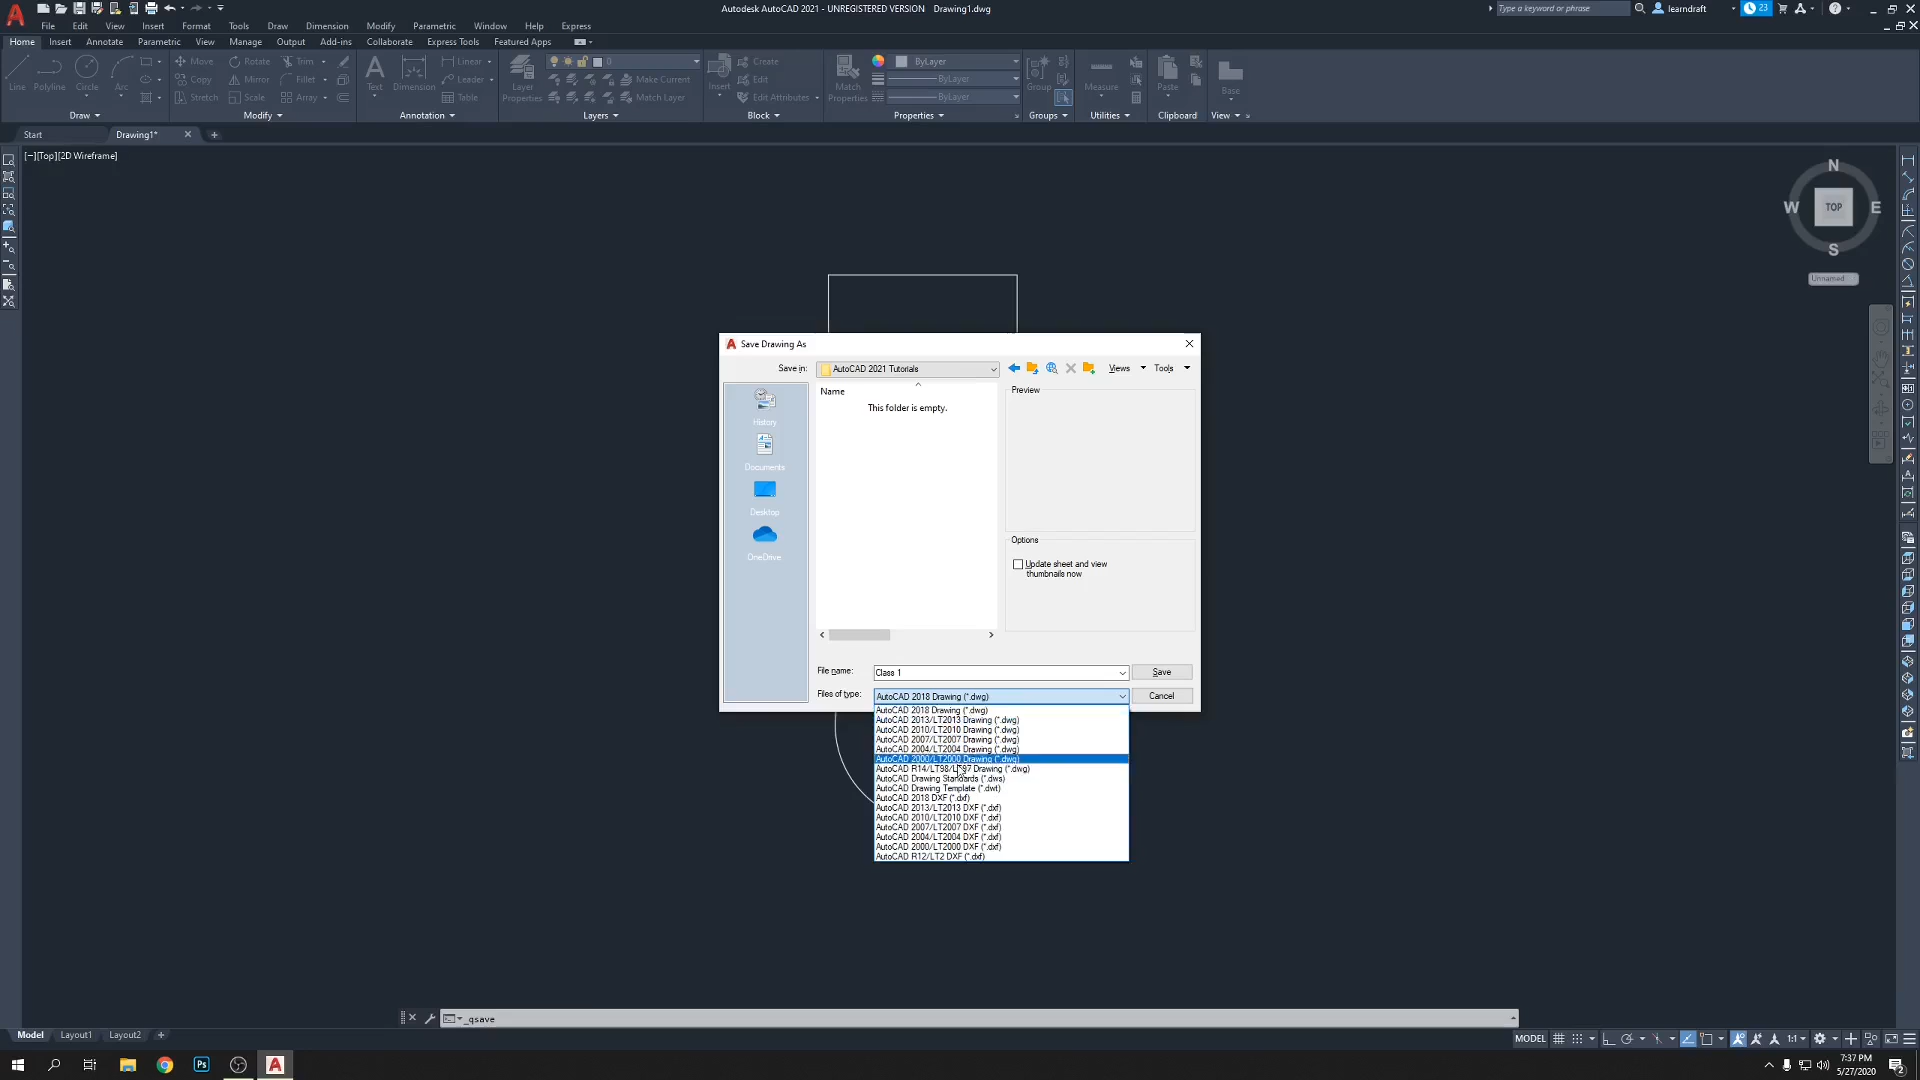 Autodesk AutoCAD 2021 - UNREGISTERED VERSION Drawing1.dwg
Type a keyword or phrase
learndraft
23
File Edit View Insert Format Tools Draw Dimension Modify Parametric Window Help Express
Home Insert Annotate Parametric View Manage Output Add-ins Collaborate Express Tools Featured Apps
Line Polyline Circle Arc
Move Rotate Trim
Copy Mirror Fillet
Stretch Scale Array
Text Dimension
Linear
Leader
Table
Layer Properties
0
Make Current
Match Layer
Insert
Create
Edit
Edit Attributes
Match Properties
ByLayer
ByLayer
ByLayer
Group
Measure
Paste
Base
Draw Modify Annotation Layers Block Properties Groups Utilities Clipboard View
Start Drawing1*
[−][Top][2D Wireframe]
N
W TOP E
S
Unnamed
Save Drawing As
Save in: AutoCAD 2021 Tutorials Views Tools
History
Documents
Desktop
OneDrive
Name
This folder is empty.
Preview
Options
Update sheet and view
thumbnails now
File name: Class 1 Save
Files of type: AutoCAD 2018 Drawing (*.dwg) Cancel
AutoCAD 2018 Drawing (*.dwg)
AutoCAD 2013/LT2013 Drawing (*.dwg)
AutoCAD 2010/LT2010 Drawing (*.dwg)
AutoCAD 2007/LT2007 Drawing (*.dwg)
AutoCAD 2004/LT2004 Drawing (*.dwg)
AutoCAD 2000/LT2000 Drawing (*.dwg)
AutoCAD R14/LT98/LT97 Drawing (*.dwg)
AutoCAD Drawing Standards (*.dws)
AutoCAD Drawing Template (*.dwt)
AutoCAD 2018 DXF (*.dxf)
AutoCAD 2013/LT2013 DXF (*.dxf)
AutoCAD 2010/LT2010 DXF (*.dxf)
AutoCAD 2007/LT2007 DXF (*.dxf)
AutoCAD 2004/LT2004 DXF (*.dxf)
AutoCAD 2000/LT2000 DXF (*.dxf)
AutoCAD R12/LT2 DXF (*.dxf)
_qsave
Model Layout1 Layout2
MODEL
1:1
Ps
7:37 PM
5/27/2020
2